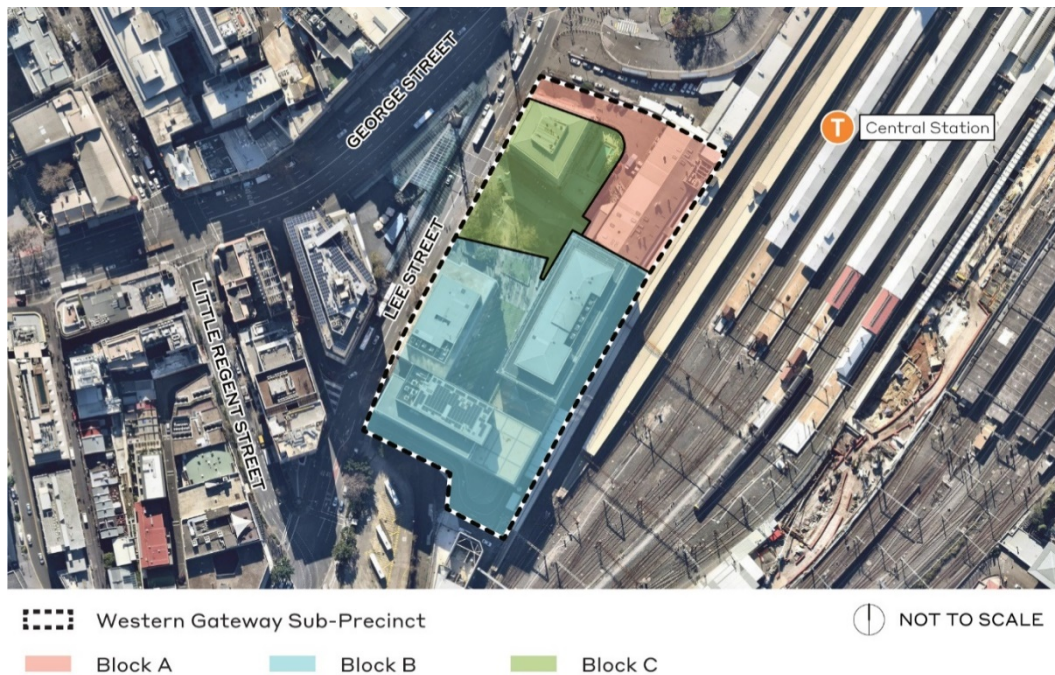 GEORGE STREET
T
Central Station
LEE STREET
LITTLE REGENT STREET
Western Gateway Sub-Precinct
NOT TO SCALE
Block A
Block B
Block C